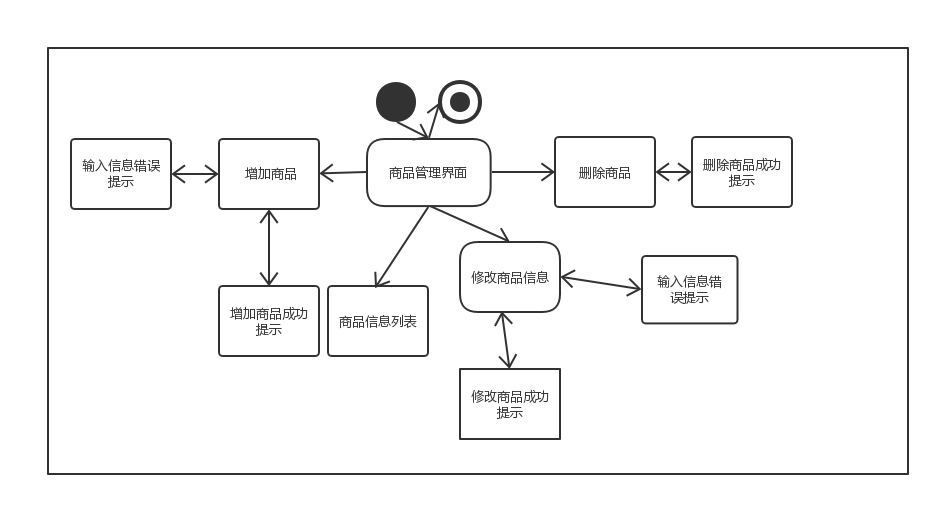 输入信息错误
提示
增加商品
商品管理界面
删除商品
删除商品成功
提示
修改商品信息
输入信息错
误提示
增加商品成功
提示
商品信息列表
修改商品成功
提示